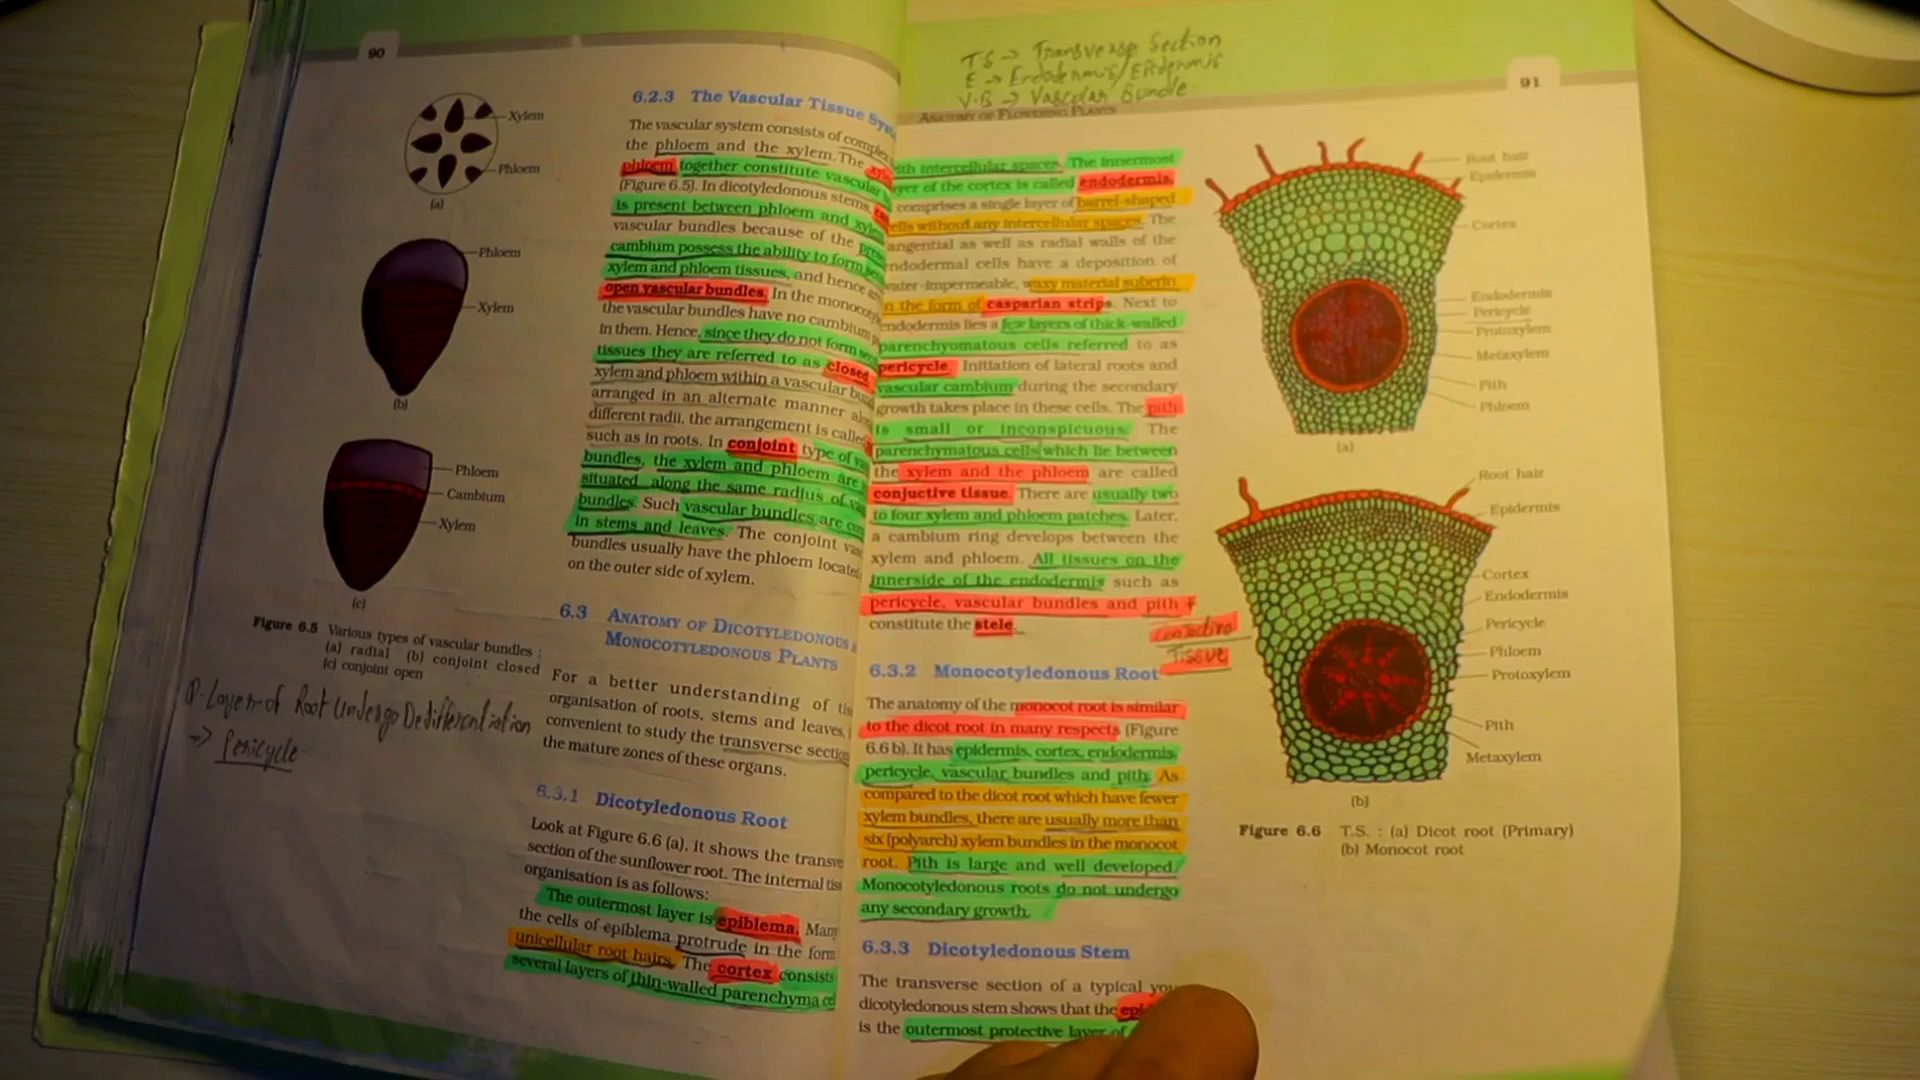 90
Xylem
Phloem
(a)
Phloem
Xylem
(b)
Phloem
Cambium
Xylem
(c)
Figure 6.5 Various types of vascular bundles :
(a) radial (b) conjoint closed
(c) conjoint open
Layer of Root Undergo Dedifferentiation
-> Pericycle
6.2.3 The Vascular Tissue
The vascular system consists of complex
the phloem and the xylem. The
phloem together constitute vascular
(Figure 6.5). In dicotyledonous stems,
is present between phloem and xylem
vascular bundles because of the
cambium possess the ability to form
xylem and phloem tissues, and hence
open vascular bundles. In the
the vascular bundles have no cambium
in them. Hence, since they do not form
tissues they are referred to as closed
xylem and phloem within a vascular
arranged in an alternate manner
different radii, the arrangement is called
such as in roots. In conjoint type of
bundles, the xylem and phloem are
situated along the same radius of
bundles. Such vascular bundles are
in stems and leaves. The conjoint
bundles usually have the phloem
on the outer side of xylem.
6.3 Anatomy of Dicotyledonous
Monocotyledonous Plants
For a better understanding of
organisation of roots, stems and leaves,
convenient to study the transverse
the mature zones of these organs.
6.3.1 Dicotyledonous Root
Look at Figure 6.6 (a), it shows the
section of the sunflower root. The internal
organisation is as follows:
The outermost layer is epiblema. Many
the cells of epiblema protrude in the form
unicellular root hairs. The cortex consists
several layers of thin-walled parenchyma
T.S -> Transverse Section
E -> Endodermis/Epidermis
V.B -> Vascular Bundle
Anatomy of Flowering Plants
91
intercellular spaces. The innermost
of the cortex is called endodermis.
comprises a single layer of barrel-shaped
without any intercellular spaces. The
angential as well as radial walls of the
ndodermal cells have a deposition of
water-impermeable, waxy material suberin
in the form of casparian strips. Next to
endodermis lies a few layers of thick-walled
parenchyomatous cells referred to as
pericycle. Initiation of lateral roots and
vascular cambium during the secondary
growth takes place in these cells. The pith
is small or inconspicuous. The
parenchymatous cells which lie between
the xylem and the phloem are called
conjuctive tissue. There are usually two
to four xylem and phloem patches. Later,
a cambium ring develops between the
xylem and phloem. All tissues on the
innerside of the endodermis such as
pericycle, vascular bundles and pith +
constitute the stele.
Tissue
6.3.2 Monocotyledonous Root
The anatomy of the monocot root is similar
to the dicot root in many respects (Figure
6.6 b). It has epidermis, cortex, endodermis,
pericycle, vascular bundles and pith. As
compared to the dicot root which have fewer
xylem bundles, there are usually more than
six (polyarch) xylem bundles in the monocot
root. Pith is large and well developed.
Monocotyledonous roots do not undergo
any secondary growth.
6.3.3 Dicotyledonous Stem
The transverse section of a typical
dicotyledonous stem shows that the
is the outermost protective layer of
Root hair
Epidermis
Cortex
Endodermis
Pericycle
Protoxylem
Metaxylem
Pith
Phloem
(a)
Root hair
Epidermis
Cortex
Endodermis
Pericycle
Phloem
Protoxylem
Pith
Metaxylem
(b)
Figure 6.6 T.S. : (a) Dicot root (Primary)
(b) Monocot root